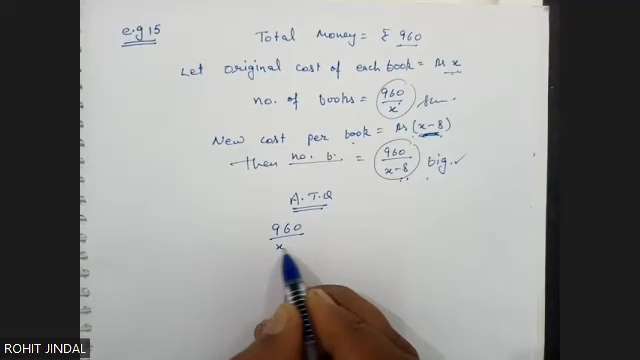 e.g 15
Total Money = ₹ 960
Let original cost of each book = Rs x
no. of books = 960/x
New cost per book = Rs (x-8)
Then no. b. = 960/x-8 big.✓
A.T.Q
960/x
ROHIT JINDAL